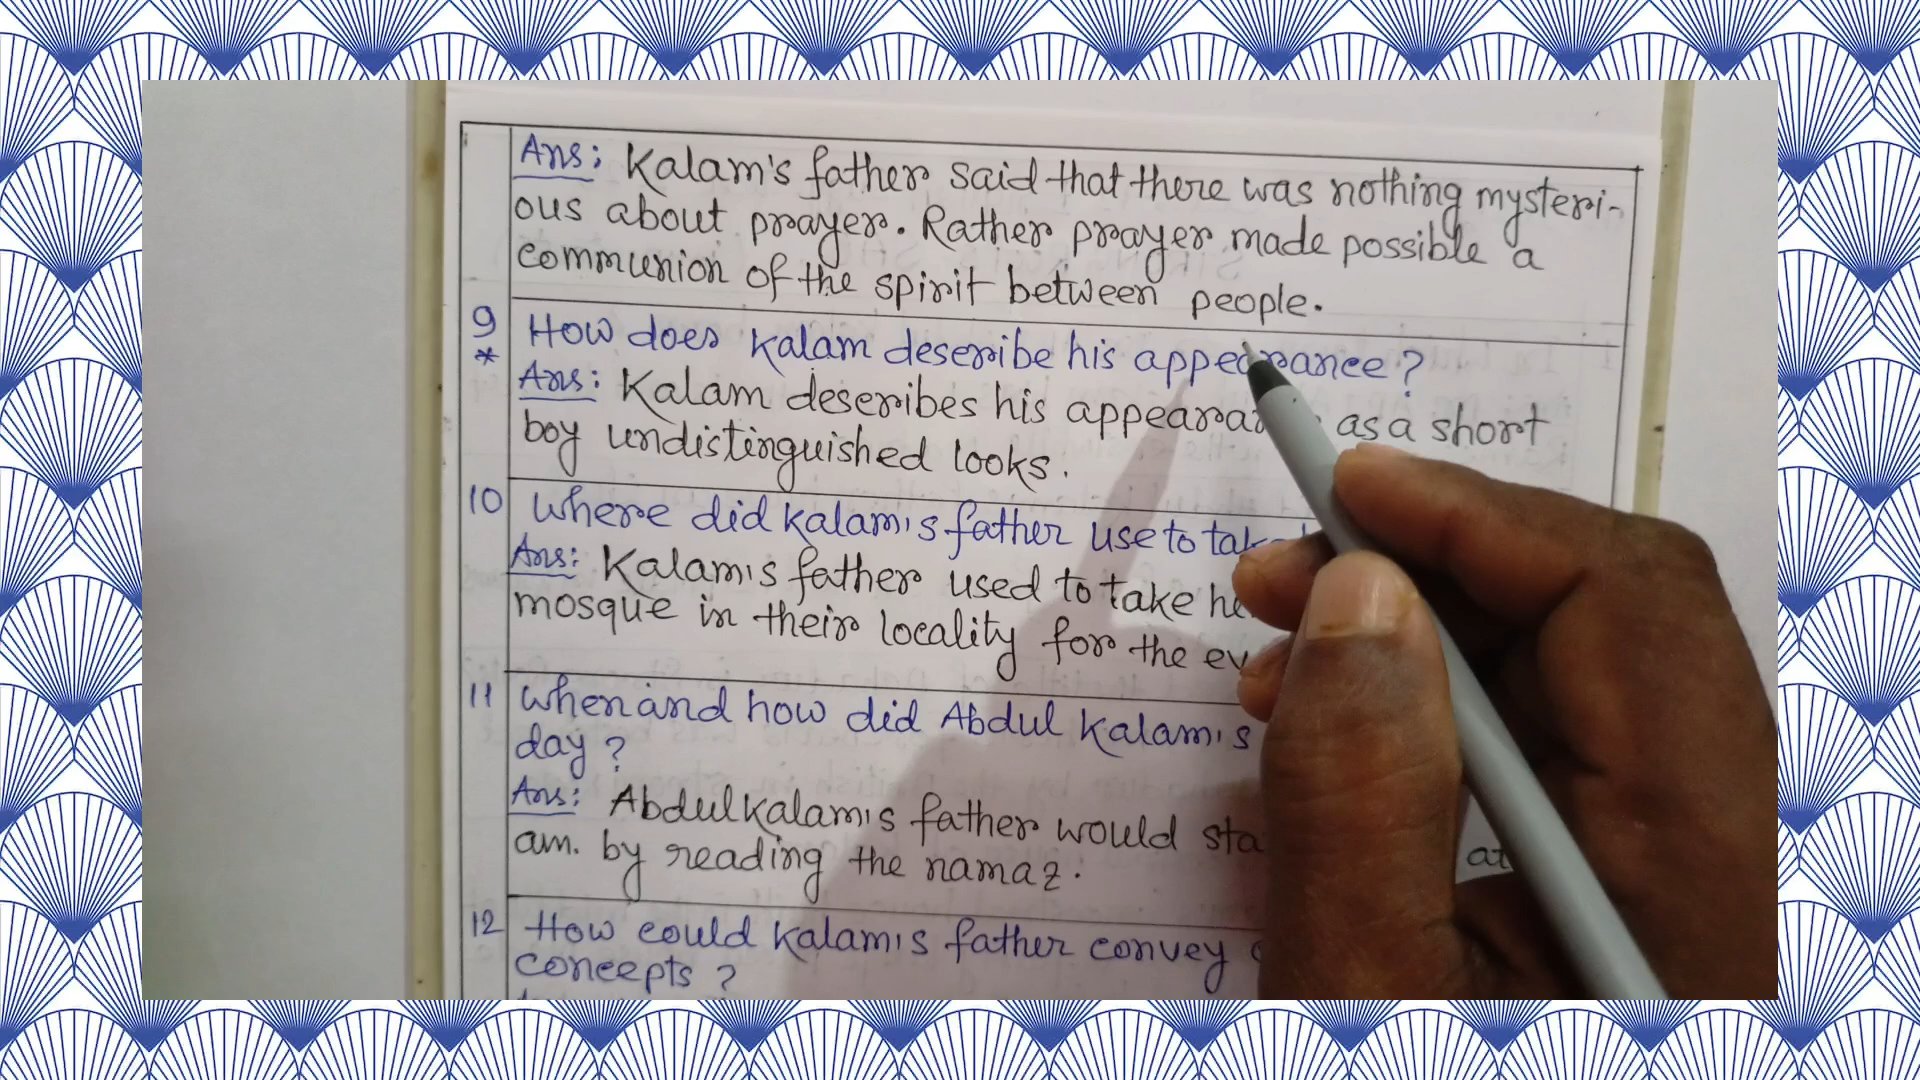 Ans: Kalam's father said that there was nothing mysteri-
ous about prayer. Rather prayer made possible a
communion of the spirit between people.
9 How does Kalam describe his appearance?
* Ans: Kalam describes his appearan as a short
boy undistinguished looks.
10 Where did Kalam's father use to take
Ans: Kalam's father used to take he
mosque in their locality for the ev
11 When and how did Abdul Kalam's
day?
Ans: Abdul Kalam's father would sta at
am. by reading the namaz.
12 How could Kalam's father convey
concepts?